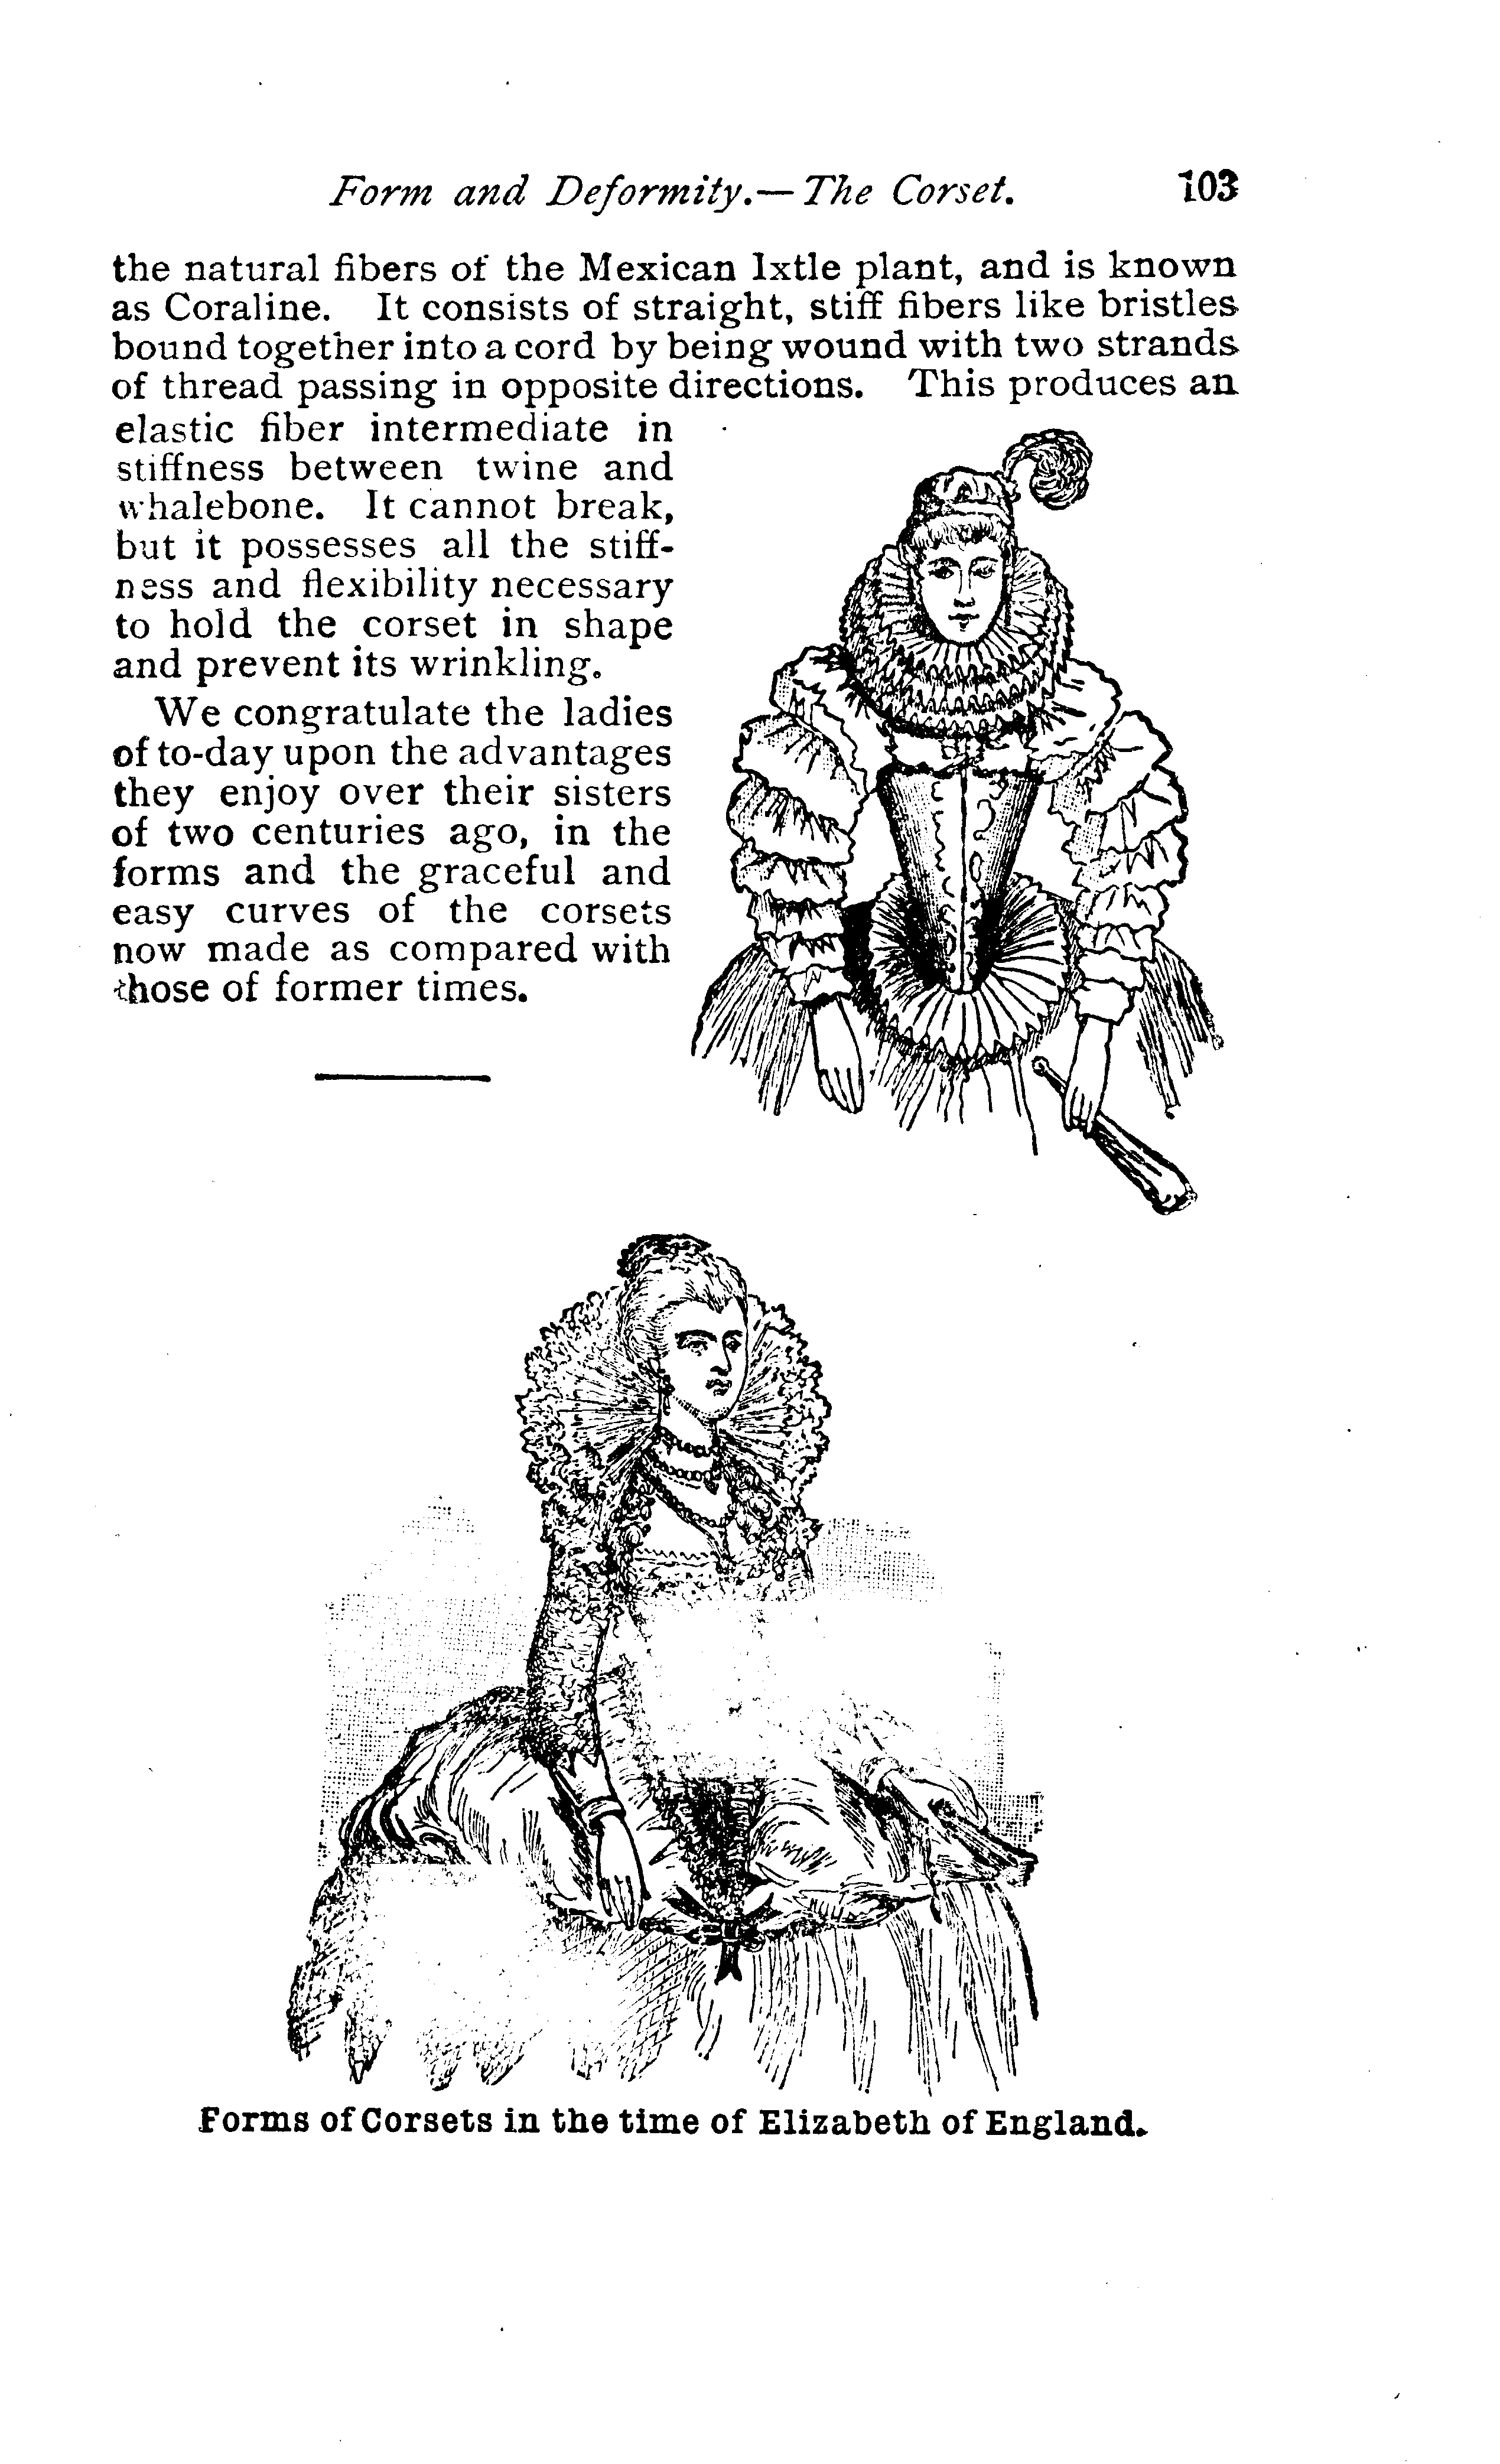 Form and Deformity.—The Corset. 103
the natural fibers of the Mexican Ixtle plant, and is known
as Coraline. It consists of straight, stiff fibers like bristles
bound together into a cord by being wound with two strands
of thread passing in opposite directions. This produces an
elastic fiber intermediate in
stiffness between twine and
whalebone. It cannot break,
but it possesses all the stiff-
ness and flexibility necessary
to hold the corset in shape
and prevent its wrinkling.
We congratulate the ladies
of to-day upon the advantages
they enjoy over their sisters
of two centuries ago, in the
forms and the graceful and
easy curves of the corsets
now made as compared with
those of former times.
Forms of Corsets in the time of Elizabeth of England.